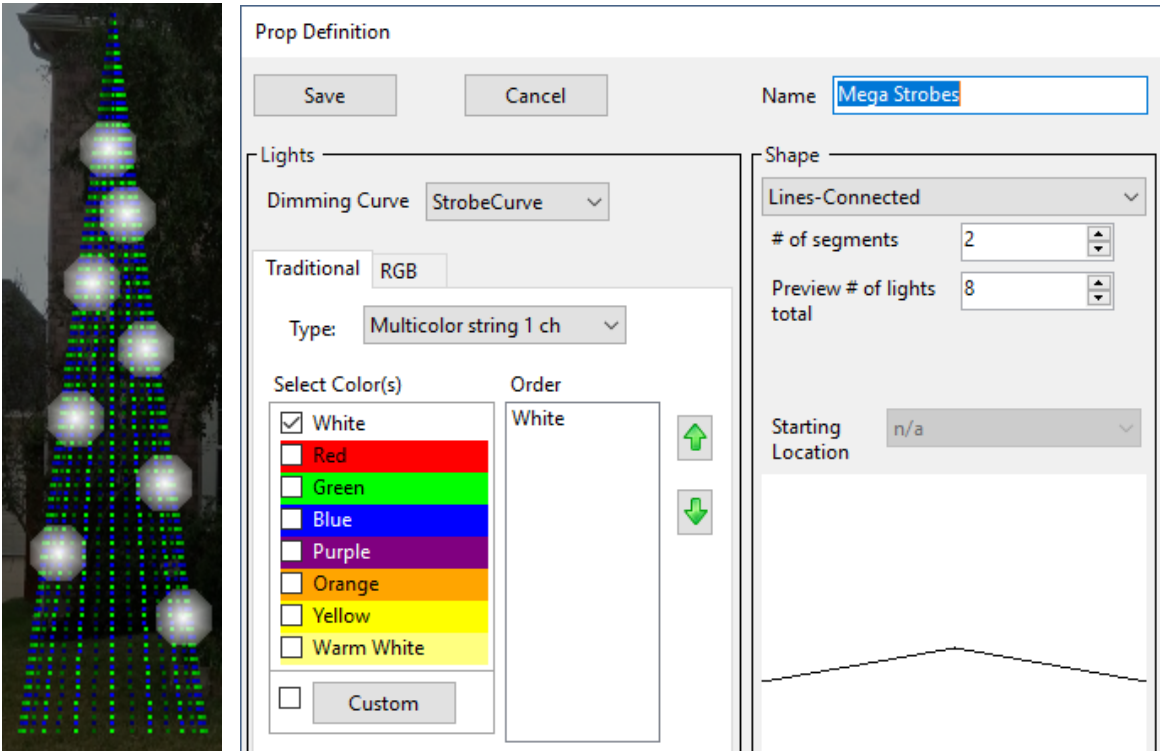 Prop Definition
Save
Cancel
Name Mega Strobes
Lights
Dimming Curve StrobeCurve
Traditional RGB
Type: Multicolor string 1 ch
Select Color(s)
White
Red
Green
Blue
Purple
Orange
Yellow
Warm White
Custom
Order
White
Shape
Lines-Connected
# of segments 2
Preview # of lights 8
total
Starting n/a
Location